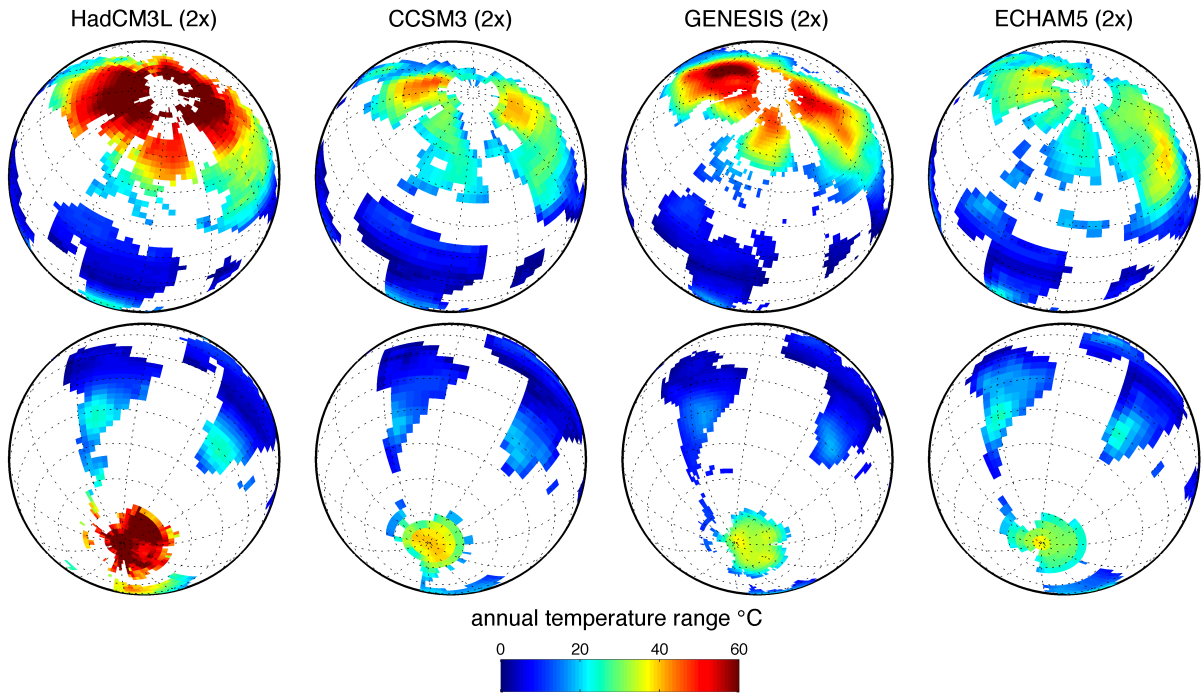 HadCM3L (2x) CCSM3 (2x) GENESIS (2x) ECHAM5 (2x)
annual temperature range °C
0 20 40 60